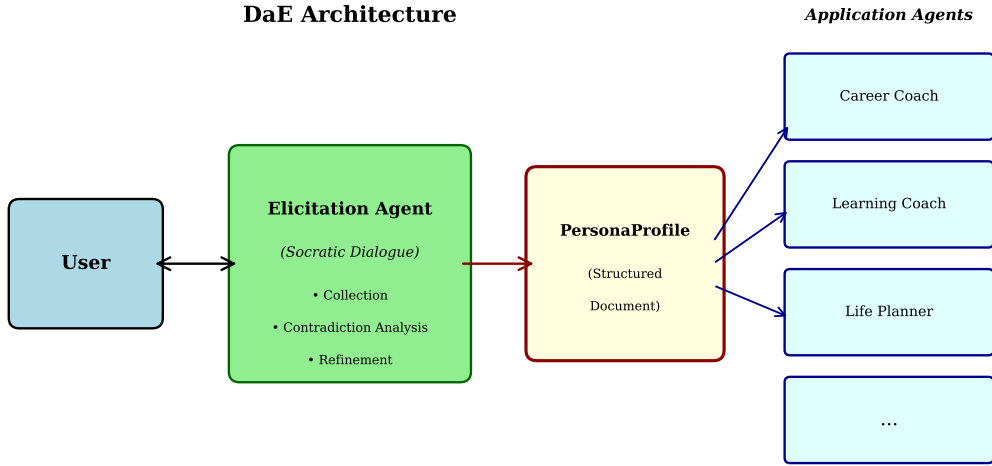 DaE Architecture
Application Agents
User
Elicitation Agent
(Socratic Dialogue)
• Collection
• Contradiction Analysis
• Refinement
PersonaProfile
(Structured
Document)
Career Coach
Learning Coach
Life Planner
...